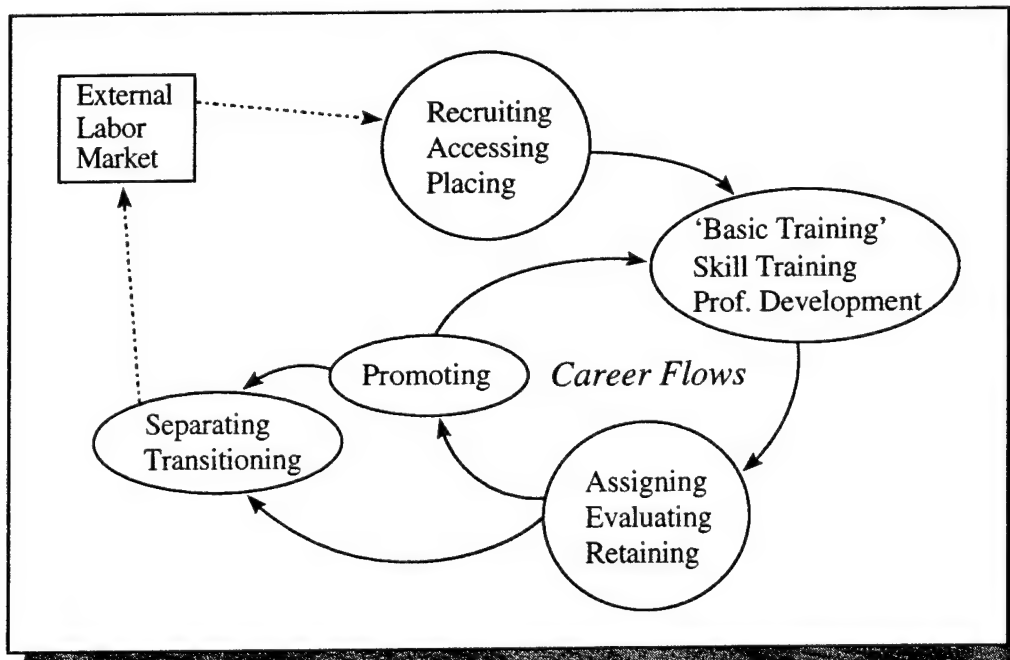 External
Labor
Market
Recruiting
Accessing
Placing
'Basic Training'
Skill Training
Prof. Development
Promoting
Career Flows
Separating
Transitioning
Assigning
Evaluating
Retaining